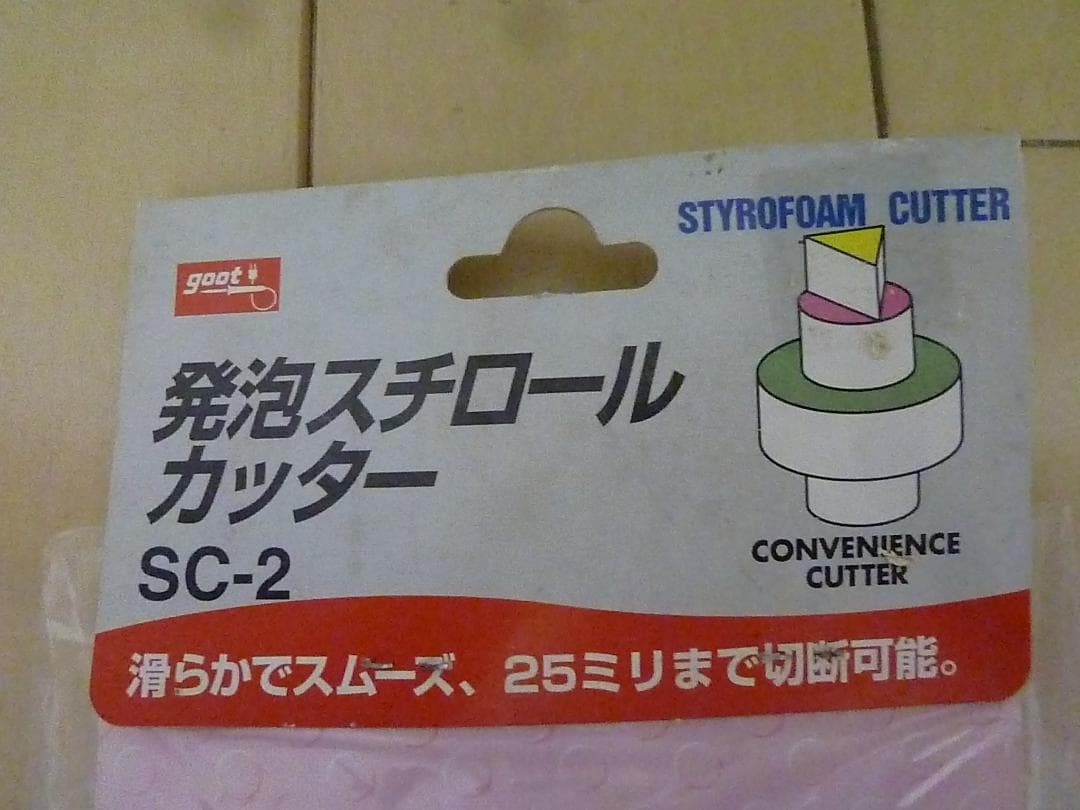 STYROFOAM CUTTER
goot
発泡スチロール
カッター
SC-2
CONVENIENCE
CUTTER
滑らかでスムーズ、25ミリまで切断可能。